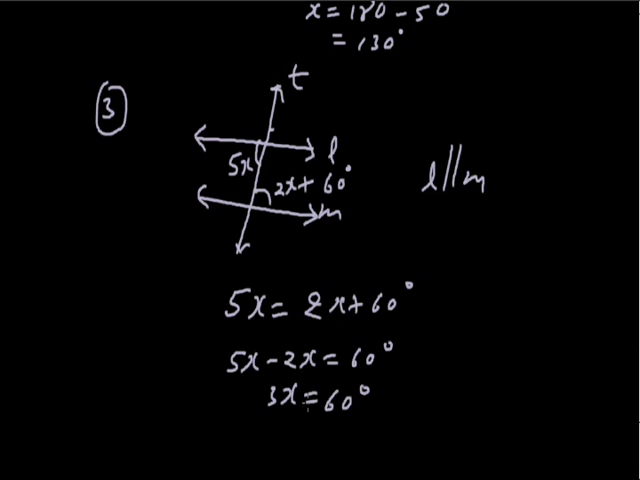 x = 180 - 50
= 130°
3
t
l
5x
2x + 60°
m
l || m
5x = 2x + 60°
5x - 2x = 60°
3x = 60°